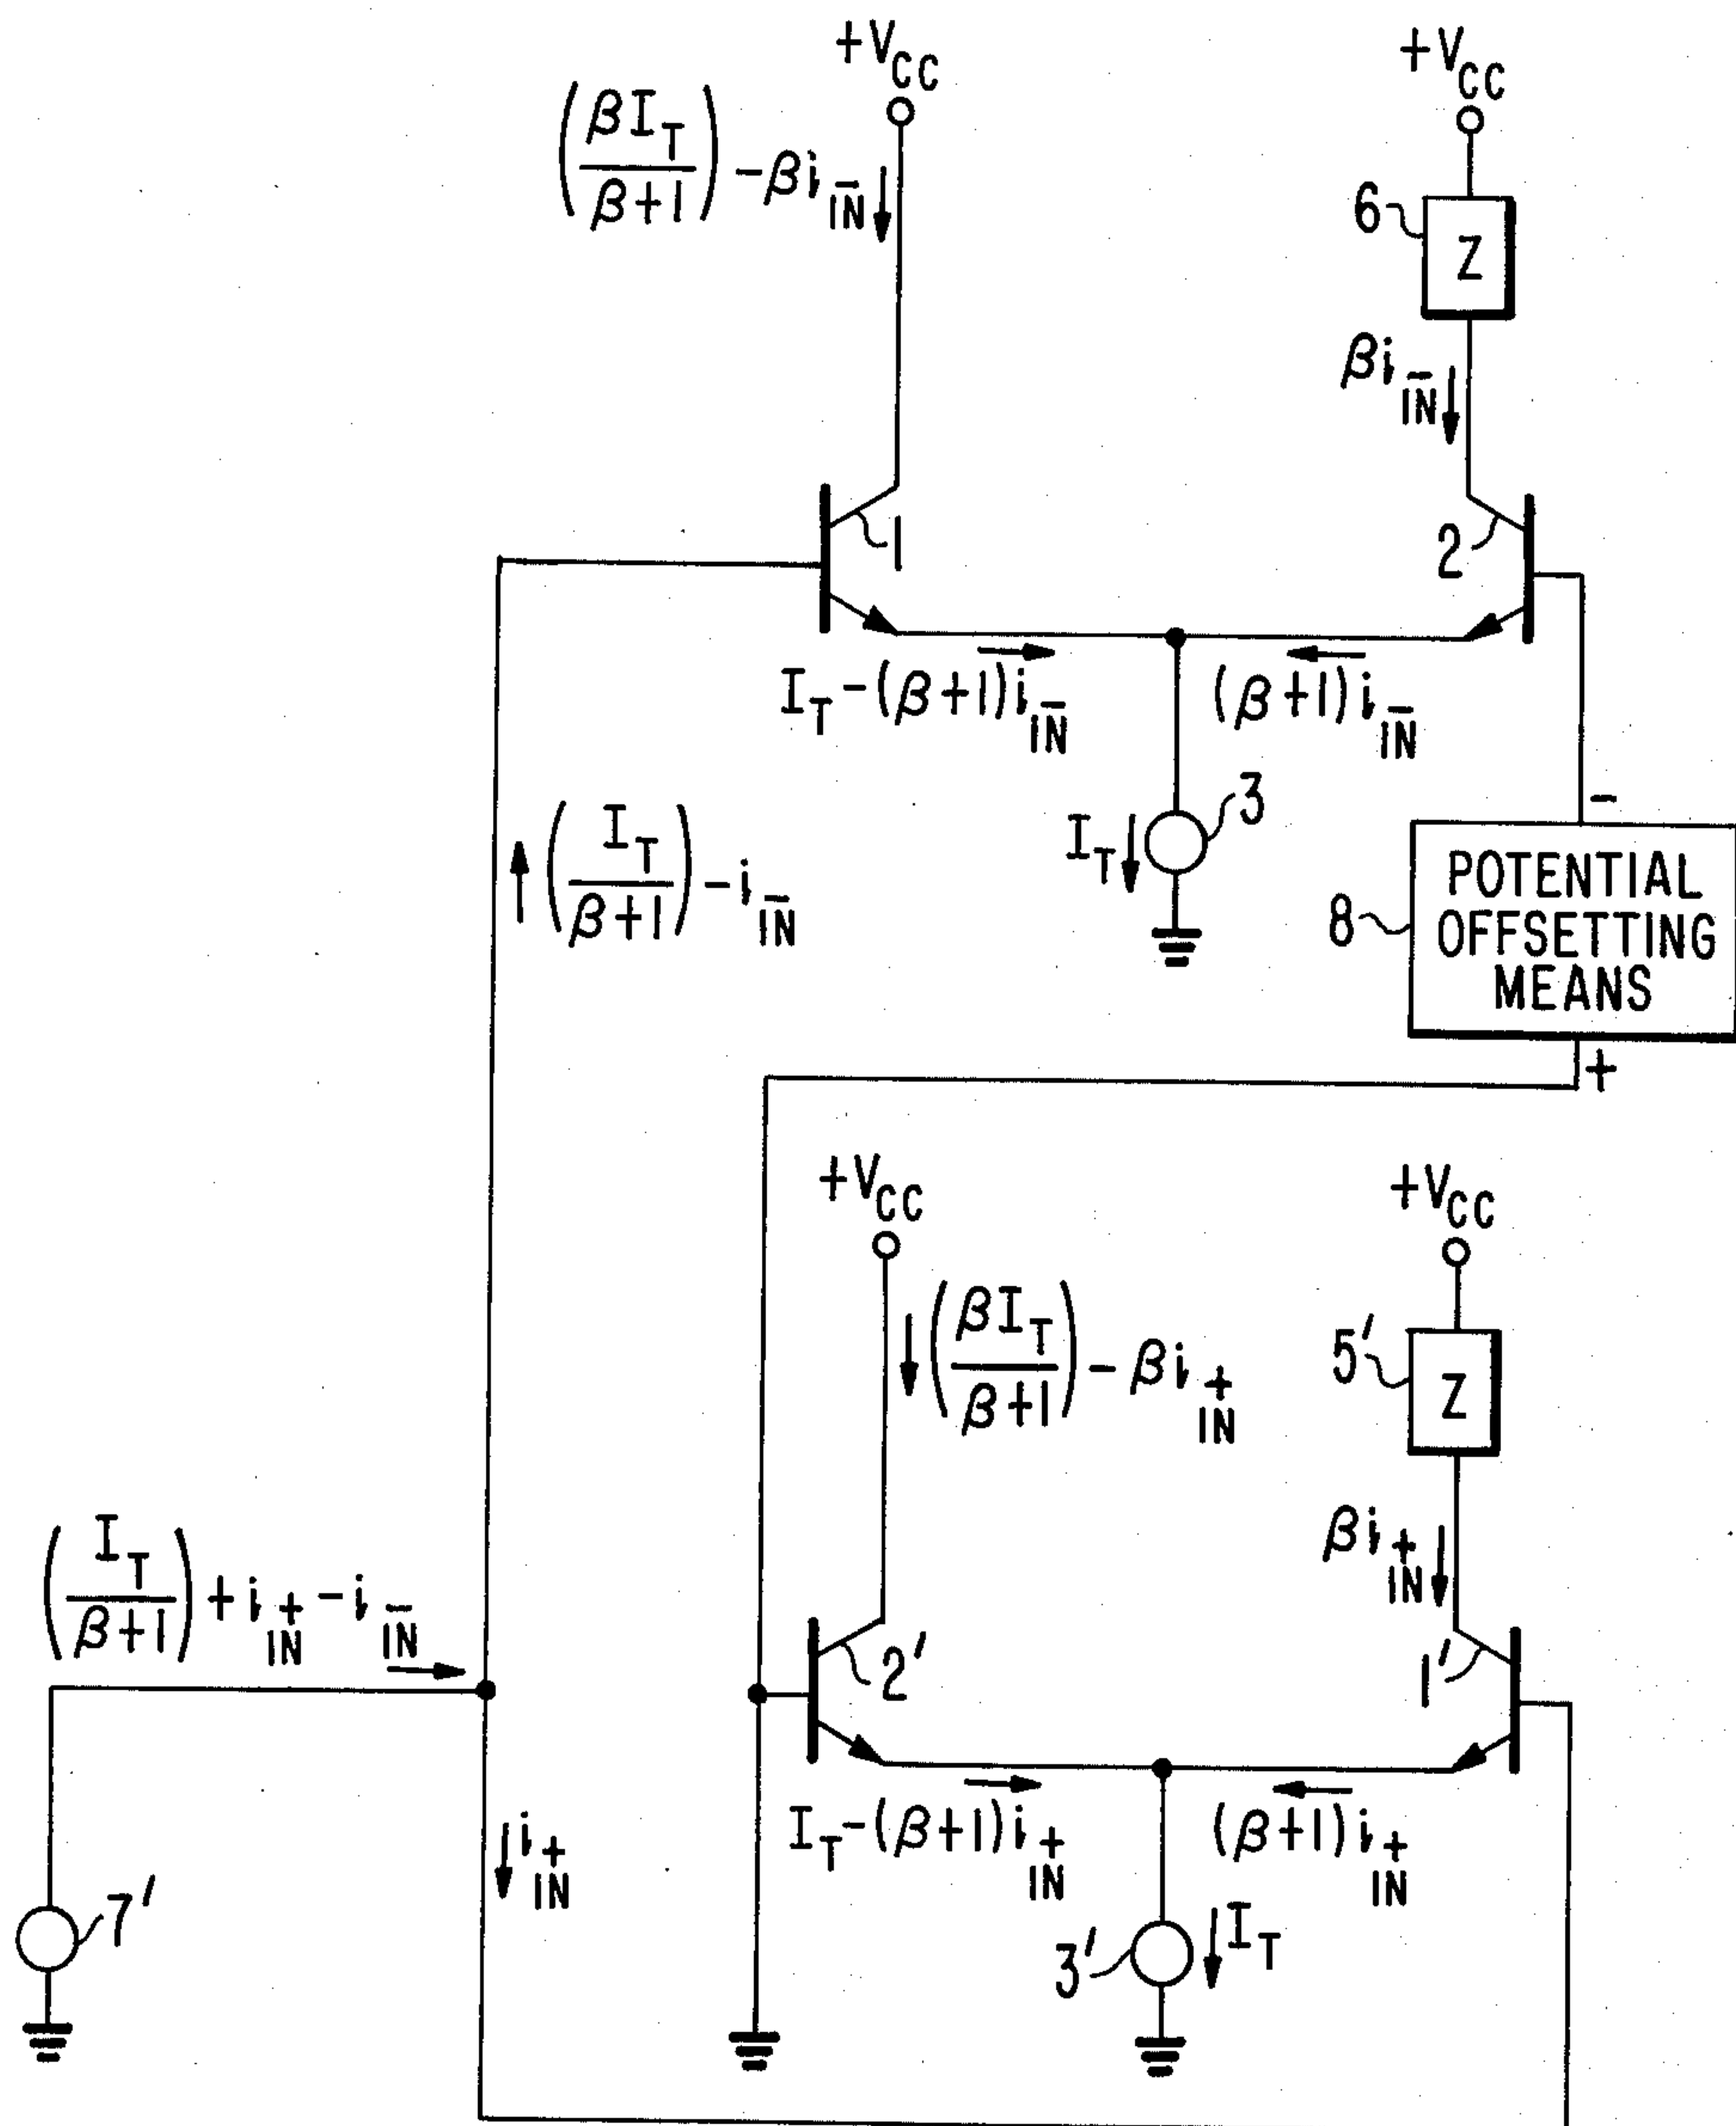 +V_CC
+V_CC
(βI_T / β+1) - βi_IN-
6
Z
βi_IN-
1
2
I_T - (β+1)i_IN-
(β+1)i_IN-
3
I_T
(I_T / β+1) - i_IN-
-
8
POTENTIAL
OFFSETTING
MEANS
+
+V_CC
+V_CC
(βI_T / β+1) - βi_IN+
5'
Z
βi_IN+
(I_T / β+1) + i_IN+ - i_IN-
2'
1'
I_T - (β+1)i_IN+
(β+1)i_IN+
i_IN+
7'
3'
I_T